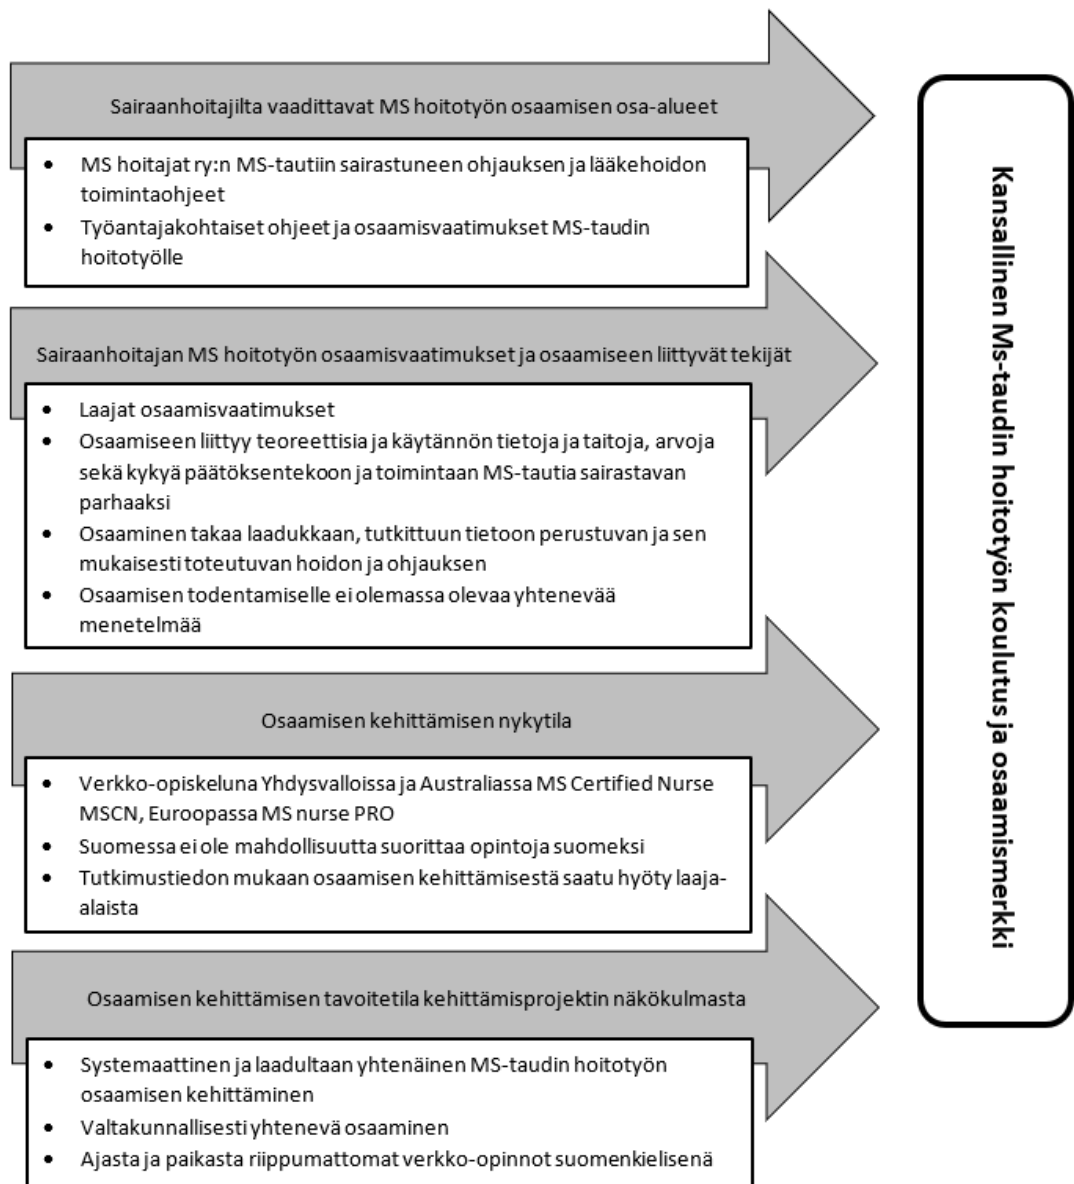 Sairaanhoitajilta vaadittavat MS hoitotyön osaamisen osa-alueet
• MS hoitajat ry:n MS-tautiin sairastuneen ohjauksen ja lääkehoidon
toimintaohjeet
• Työantajakohtaiset ohjeet ja osaamisvaatimukset MS-taudin
hoitotyölle
Sairaanhoitajan MS hoitotyön osaamisvaatimukset ja osaamiseen liittyvät tekijät
• Laajat osaamisvaatimukset
• Osaamiseen liittyy teoreettisia ja käytännön tietoja ja taitoja, arvoja
sekä kykyä päätöksentekoon ja toimintaan MS-tautia sairastavan
parhaaksi
• Osaaminen takaa laadukkaan, tutkittuun tietoon perustuvan ja sen
mukaisesti toteutuvan hoidon ja ohjauksen
• Osaamisen todentamiselle ei olemassa olevaa yhtenevää
menetelmää
Osaamisen kehittämisen nykytila
• Verkko-opiskeluna Yhdysvalloissa ja Australiassa MS Certified Nurse
MSCN, Euroopassa MS nurse PRO
• Suomessa ei ole mahdollisuutta suorittaa opintoja suomeksi
• Tutkimustiedon mukaan osaamisen kehittämisestä saatu hyöty laaja-
alaista
Osaamisen kehittämisen tavoitetila kehittämisprojektin näkökulmasta
• Systemaattinen ja laadultaan yhtenäinen MS-taudin hoitotyön
osaamisen kehittäminen
• Valtakunnallisesti yhtenevä osaaminen
• Ajasta ja paikasta riippumattomat verkko-opinnot suomenkielisenä
Kansallinen Ms-taudin hoitotyön koulutus ja osaamismerkki